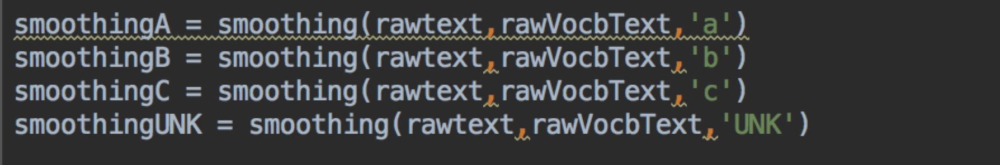 smoothingA = smoothing(rawtext,rawVocbText,'a')
smoothingB = smoothing(rawtext,rawVocbText,'b')
smoothingC = smoothing(rawtext,rawVocbText,'c')
smoothingUNK = smoothing(rawtext,rawVocbText,'UNK')